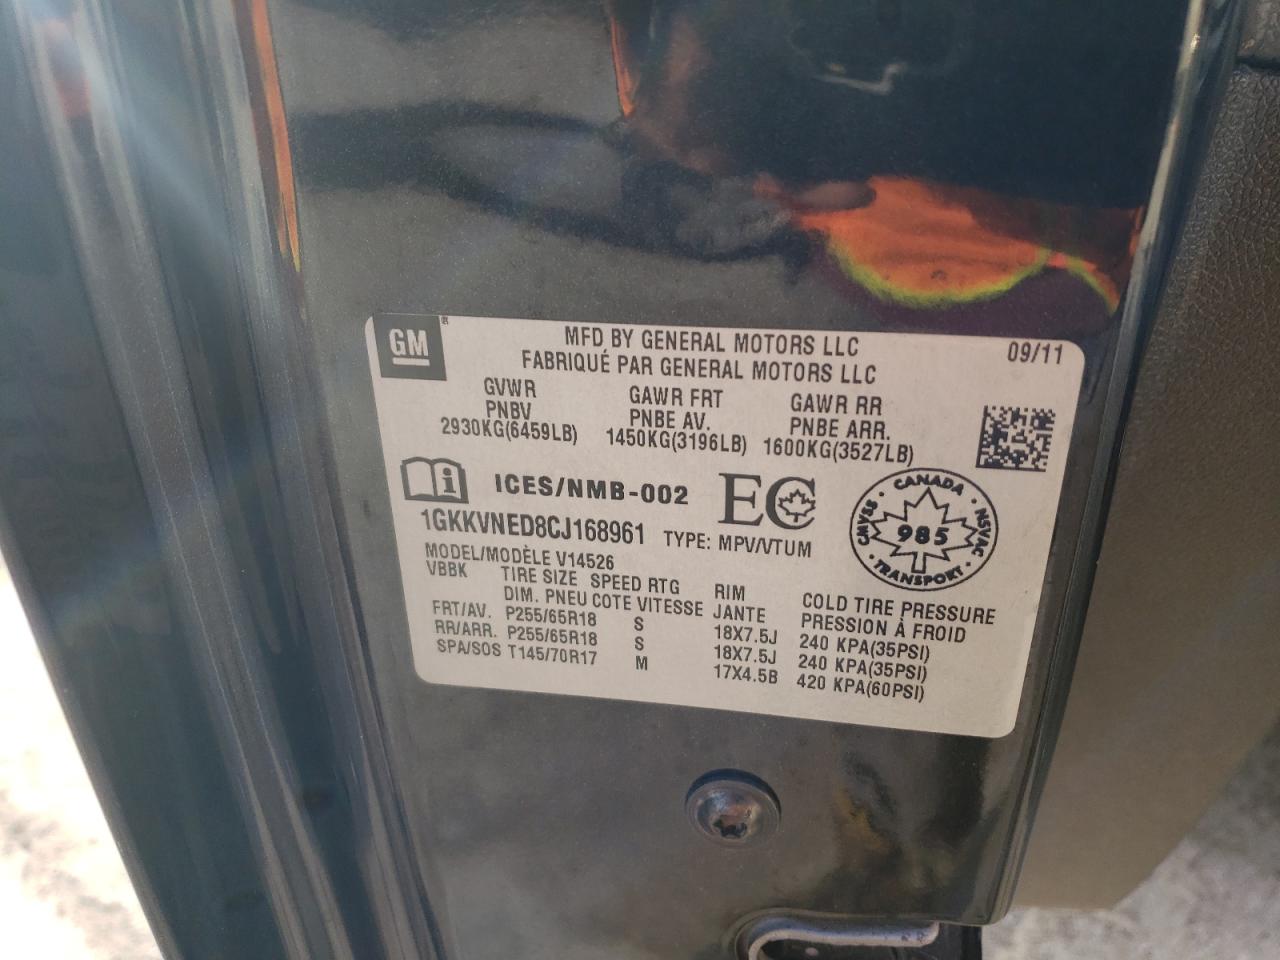 GM
MFD BY GENERAL MOTORS LLC
09/11
FABRIQUÉ PAR GENERAL MOTORS LLC
GVWR GAWR FRT GAWR RR
PNBV PNBE AV. PNBE ARR.
2930KG(6459LB) 1450KG(3196LB) 1600KG(3527LB)
ICES/NMB-002 EC
CANADA CMVSS NSVAC 985 TRANSPORT
1GKKVNED8CJ168961 TYPE: MPV/VTUM
MODEL/MODÈLE V14526
VBBK TIRE SIZE SPEED RTG RIM COLD TIRE PRESSURE
DIM. PNEU COTE VITESSE JANTE PRESSION À FROID
FRT/AV. P255/65R18 S 18X7.5J 240 KPA(35PSI)
RR/ARR. P255/65R18 S 18X7.5J 240 KPA(35PSI)
SPA/SOS T145/70R17 M 17X4.5B 420 KPA(60PSI)